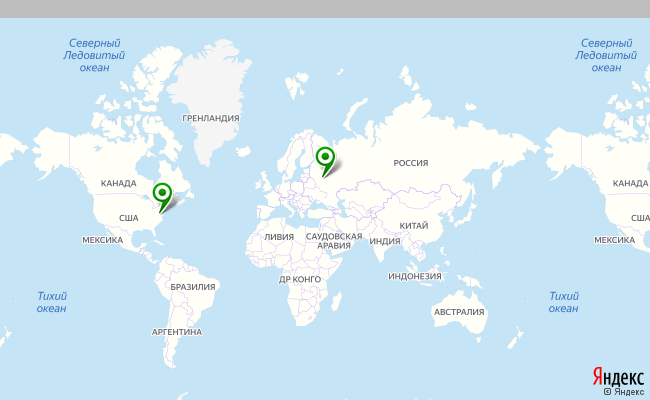 Северный
Ледовитый
океан
Северный
Ледовитый
океан
ГРЕНЛАНДИЯ
РОССИЯ
КАНАДА
КАНАДА
США
США
МЕКСИКА
МЕКСИКА
КИТАЙ
ЛИВИЯ
САУДОВСКАЯ
АРАВИЯ
ИНДИЯ
ДР КОНГО
ИНДОНЕЗИЯ
БРАЗИЛИЯ
Тихий
океан
Тихий
океан
АВСТРАЛИЯ
АРГЕНТИНА
Яндекс
© Яндекс